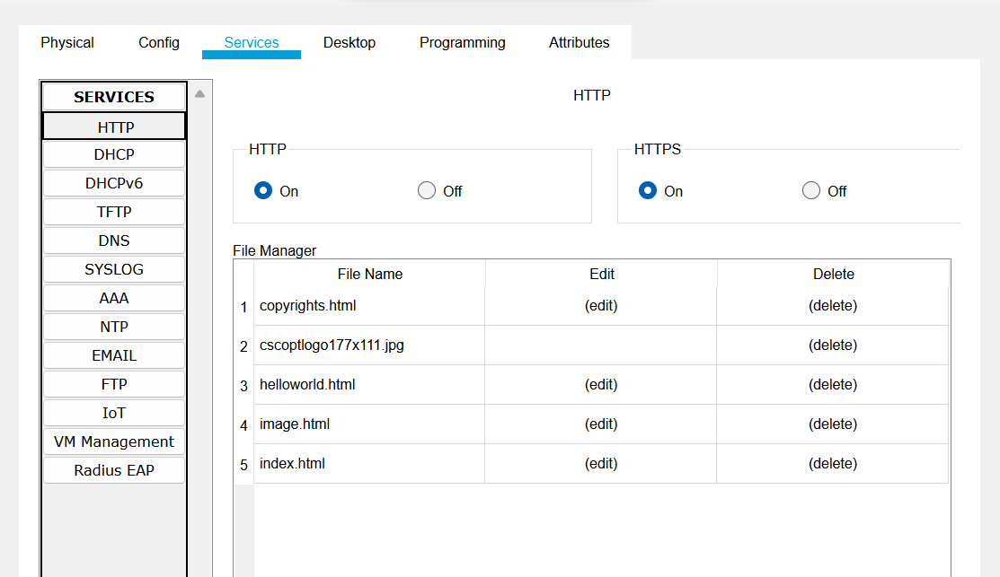 Physical Config Services Desktop Programming Attributes
SERVICES
HTTP
DHCP
DHCPv6
TFTP
DNS
SYSLOG
AAA
NTP
EMAIL
FTP
IoT
VM Management
Radius EAP
HTTP
HTTP
On Off
HTTPS
On Off
File Manager
File Name Edit Delete
1 copyrights.html (edit) (delete)
2 cscoptlogo177x111.jpg (delete)
3 helloworld.html (edit) (delete)
4 image.html (edit) (delete)
5 index.html (edit) (delete)